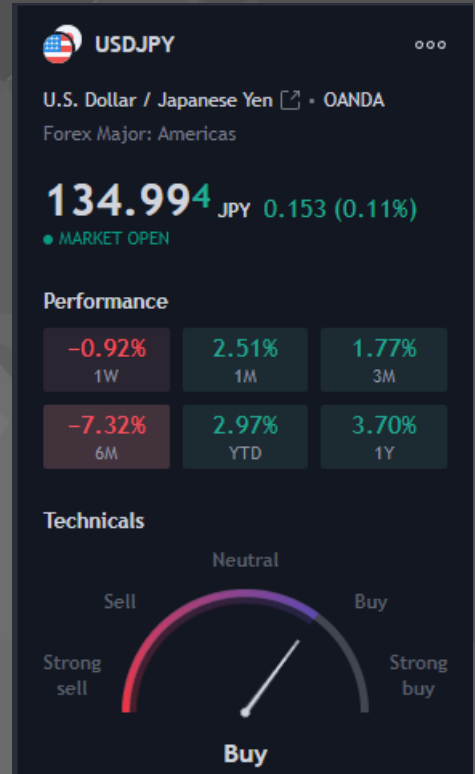 USDJPY
U.S. Dollar / Japanese Yen • OANDA
Forex Major: Americas
134.994 JPY 0.153 (0.11%)
MARKET OPEN
Performance
−0.92% 2.51% 1.77%
1W 1M 3M
−7.32% 2.97% 3.70%
6M YTD 1Y
Technicals
Neutral
Sell Buy
Strong sell Strong buy
Buy